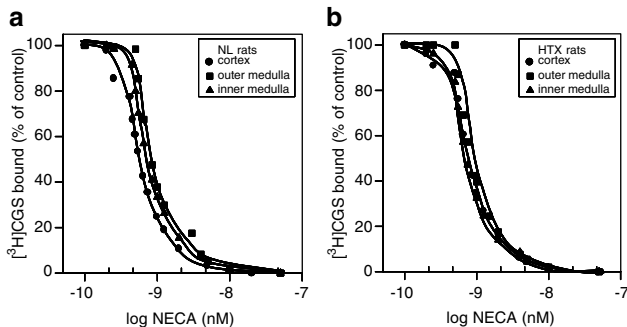 a
[³H]CGS bound (% of control)
100
80
60
40
20
0
NL rats
cortex
outer medulla
inner medulla
-10
-9
-8
-7
log NECA (nM)
b
[³H]CGS bound (% of control)
100
80
60
40
20
0
HTX rats
cortex
outer medulla
inner medulla
-10
-9
-8
-7
log NECA (nM)